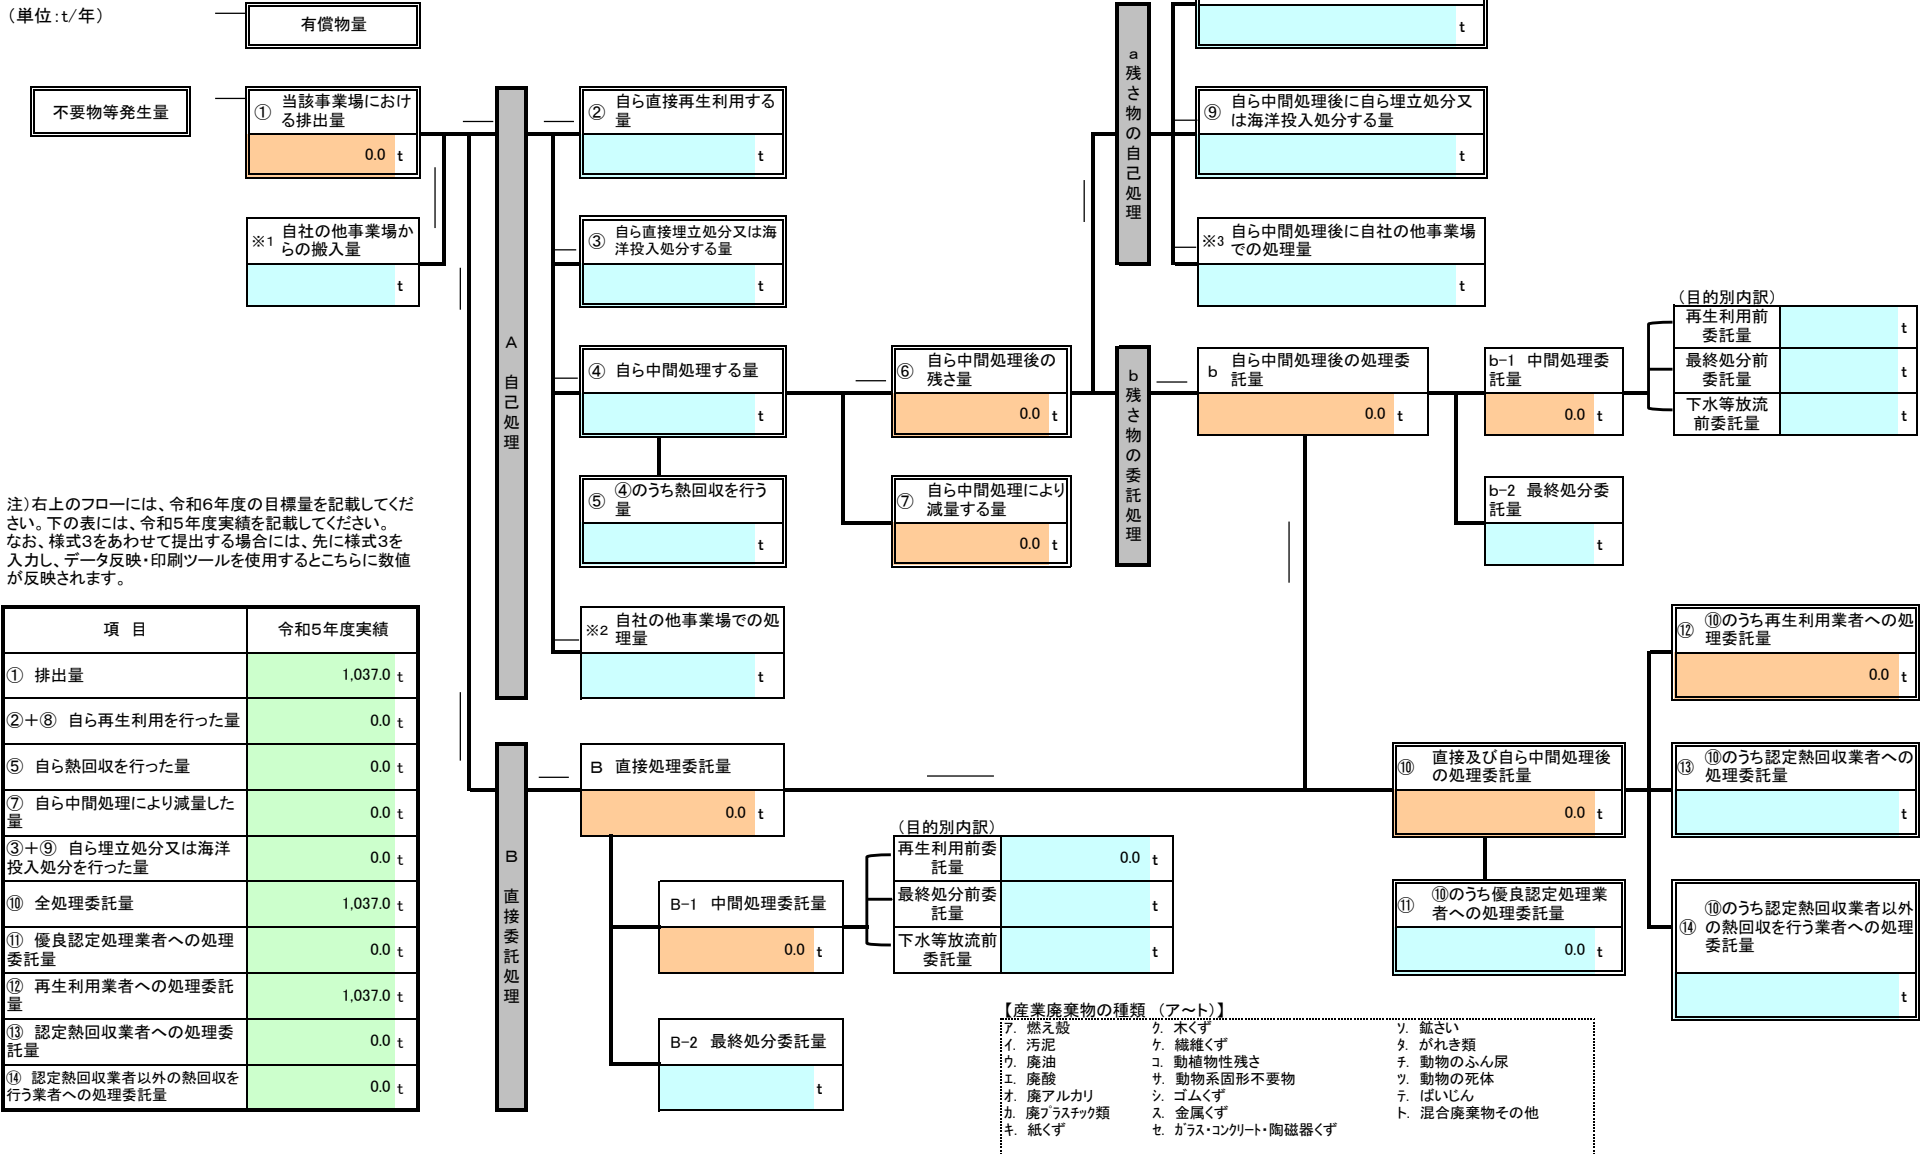 （単位：t/年）
有償物量
t
不要物等発生量
① 当該事業場におけ
る排出量
0.0 t
※1 自社の他事業場か
らの搬入量
t
A 自己処理
② 自ら直接再生利用する
量
t
③ 自ら直接埋立処分又は海
洋投入処分する量
t
④ 自ら中間処理する量
t
⑤ ④のうち熱回収を行う
量
t
※2 自社の他事業場での処
理量
t
⑥ 自ら中間処理後の
残さ量
0.0 t
⑦ 自ら中間処理により
減量する量
0.0 t
a 残さ物の自己処理
⑨ 自ら中間処理後に自ら埋立処分又
は海洋投入処分する量
t
※3 自ら中間処理後に自社の他事業場
での処理量
t
b 残さ物の委託処理
b 自ら中間処理後の処理委
託量
0.0 t
b-1 中間処理委
託量
0.0 t
（目的別内訳）
再生利用前
委託量
t
最終処分前
委託量
t
下水等放流
前委託量
t
b-2 最終処分委
託量
t
注）右上のフローには、令和６年度の目標量を記載してくだ
さい。下の表には、令和５年度実績を記載してください。
なお、様式３をあわせて提出する場合には、先に様式３を
入力し、データ反映・印刷ツールを使用するとこちらに数値
が反映されます。
項 目 令和５年度実績
① 排出量 1,037.0 t
②＋⑧ 自ら再生利用を行った量 0.0 t
⑤ 自ら熱回収を行った量 0.0 t
⑦ 自ら中間処理により減量した
量 0.0 t
③＋⑨ 自ら埋立処分又は海洋
投入処分を行った量 0.0 t
⑩ 全処理委託量 1,037.0 t
⑪ 優良認定処理業者への処理
委託量 0.0 t
⑫ 再生利用業者への処理委託
量 1,037.0 t
⑬ 認定熱回収業者への処理委
託量 0.0 t
⑭ 認定熱回収業者以外の熱回収を
行う業者への処理委託量 0.0 t
B 直接委託処理
B 直接処理委託量
0.0 t
B-1 中間処理委託量
0.0 t
B-2 最終処分委託量
t
（目的別内訳）
再生利用前委
託量
0.0 t
最終処分前委
託量
t
下水等放流前
委託量
t
⑩ 直接及び自ら中間処理後
の処理委託量
0.0 t
⑪ ⑩のうち優良認定処理業
者への処理委託量
0.0 t
⑫ ⑩のうち再生利用業者への処
理委託量
0.0 t
⑬ ⑩のうち認定熱回収業者への
処理委託量
t
⑭ ⑩のうち認定熱回収業者以外
の熱回収を行う業者への処理
委託量
t
【産業廃棄物の種類 （ア～ト）】
ア. 燃え殻
イ. 汚泥
ウ. 廃油
エ. 廃酸
オ. 廃アルカリ
カ. 廃プラスチック類
キ. 紙くず
ク. 木くず
ケ. 繊維くず
コ. 動植物性残さ
サ. 動物系固形不要物
シ. ゴムくず
ス. 金属くず
セ. ガラス・コンクリート・陶磁器くず
ソ. 鉱さい
タ. がれき類
チ. 動物のふん尿
ツ. 動物の死体
テ. ばいじん
ト. 混合廃棄物その他